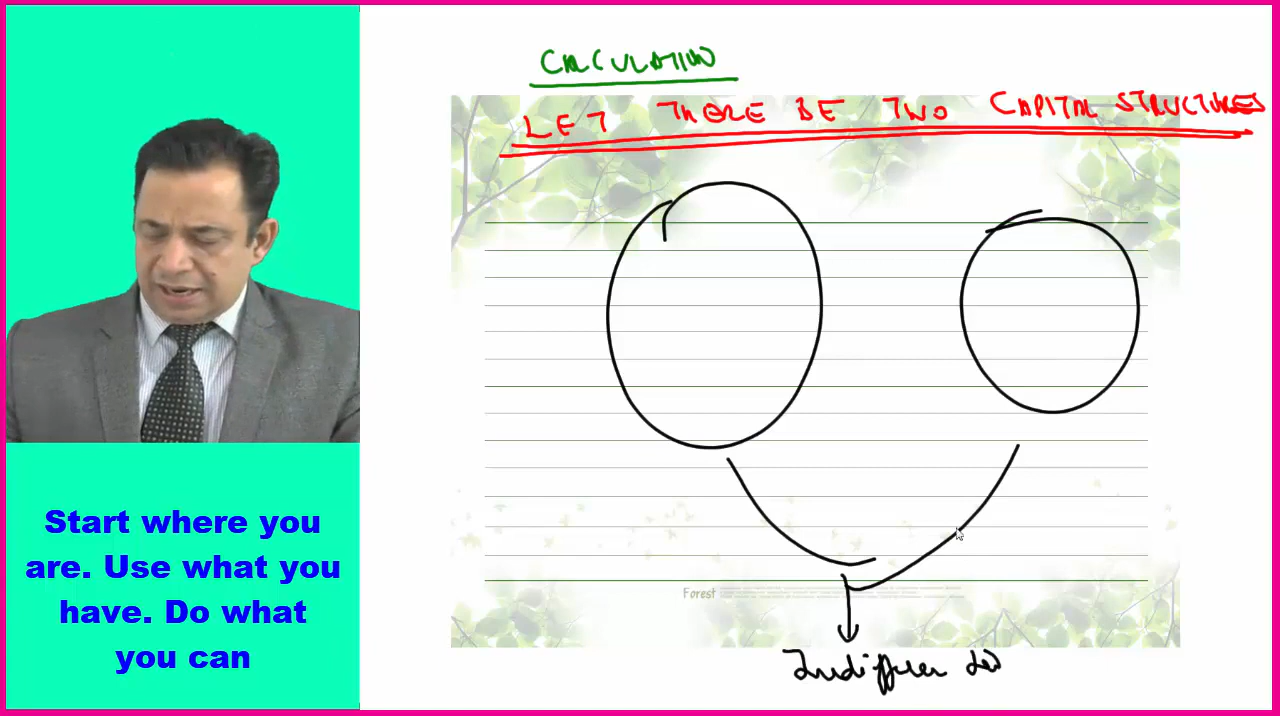 CALCULATION
LET THERE BE TWO CAPITAL STRUCTURES
Forest
Start where you
are. Use what you
have. Do what
you can